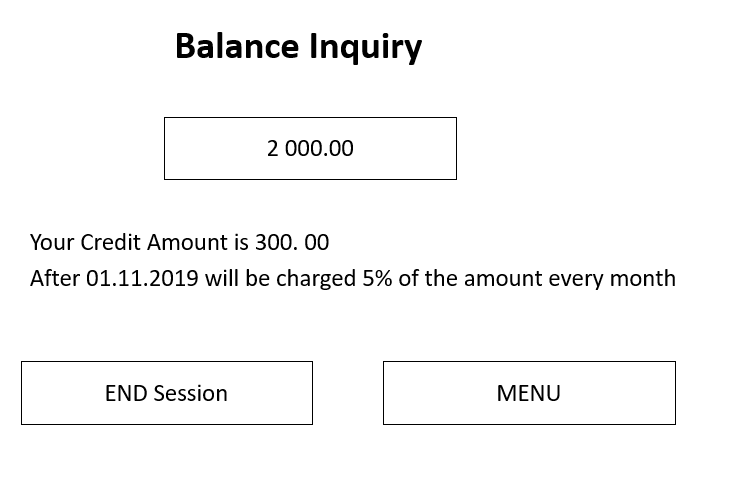 Balance Inquiry
2 000.00
Your Credit Amount is 300. 00
After 01.11.2019 will be charged 5% of the amount every month
END Session
MENU